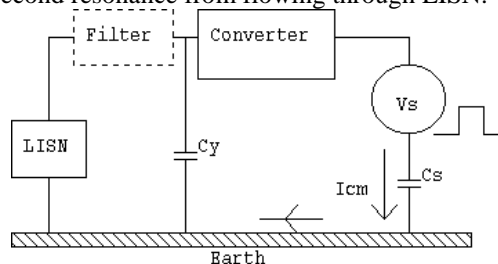 second resonance from flowing through LISN.
Filter
Converter
Vs
LISN
Cy
Cs
Icm
Earth